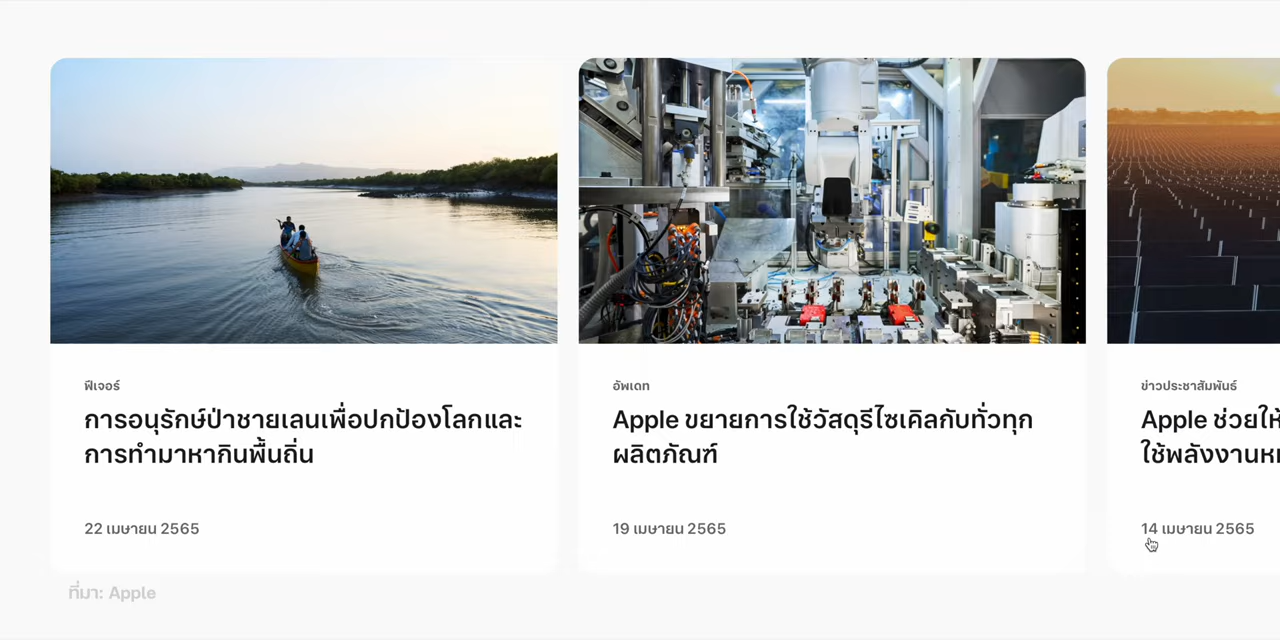 ฟีเจอร์
การอนุรักษ์ป่าชายเลนเพื่อปกป้องโลกและ
การทำมาหากินพื้นถิ่น
22 เมษายน 2565
อัพเดท
Apple ขยายการใช้วัสดุรีไซเคิลกับทั่วทุก
ผลิตภัณฑ์
19 เมษายน 2565
ข่าวประชาสัมพันธ์
Apple ช่วยให้
ใช้พลังงานหม
14 เมษายน 2565
ที่มา: Apple